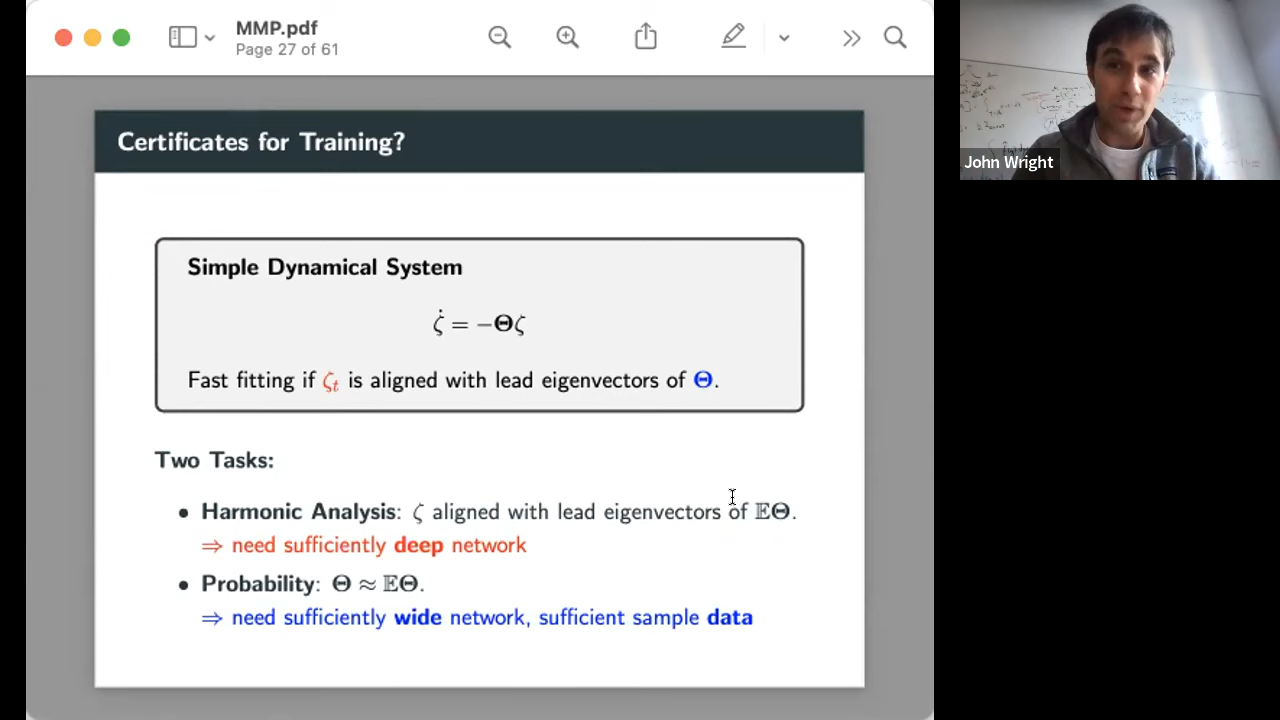 MMP.pdf
Page 27 of 61
Certificates for Training?
Simple Dynamical System
ζ̇ = −Θζ
Fast fitting if ζₜ is aligned with lead eigenvectors of Θ.
Two Tasks:
• Harmonic Analysis: ζ aligned with lead eigenvectors of 𝔼Θ.
⇒ need sufficiently deep network
• Probability: Θ ≈ 𝔼Θ.
⇒ need sufficiently wide network, sufficient sample data
John Wright